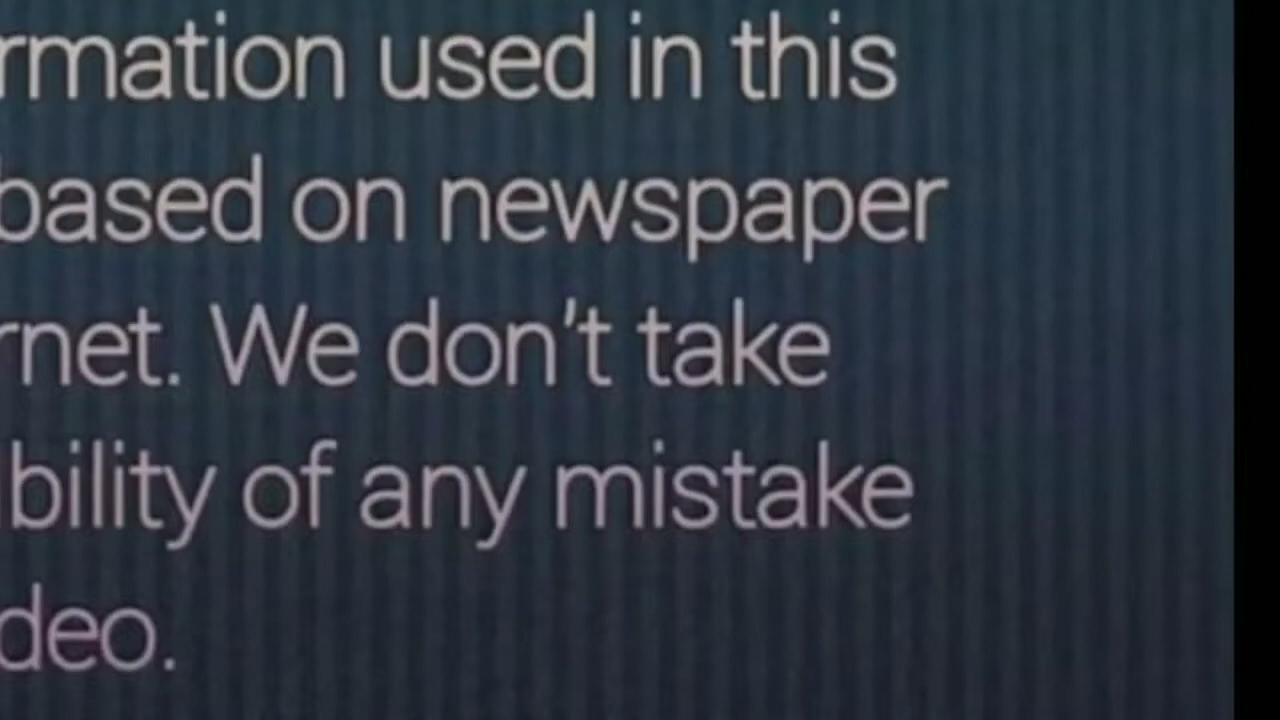 rmation used in this
based on newspaper
rnet. We don't take
bility of any mistake
deo.